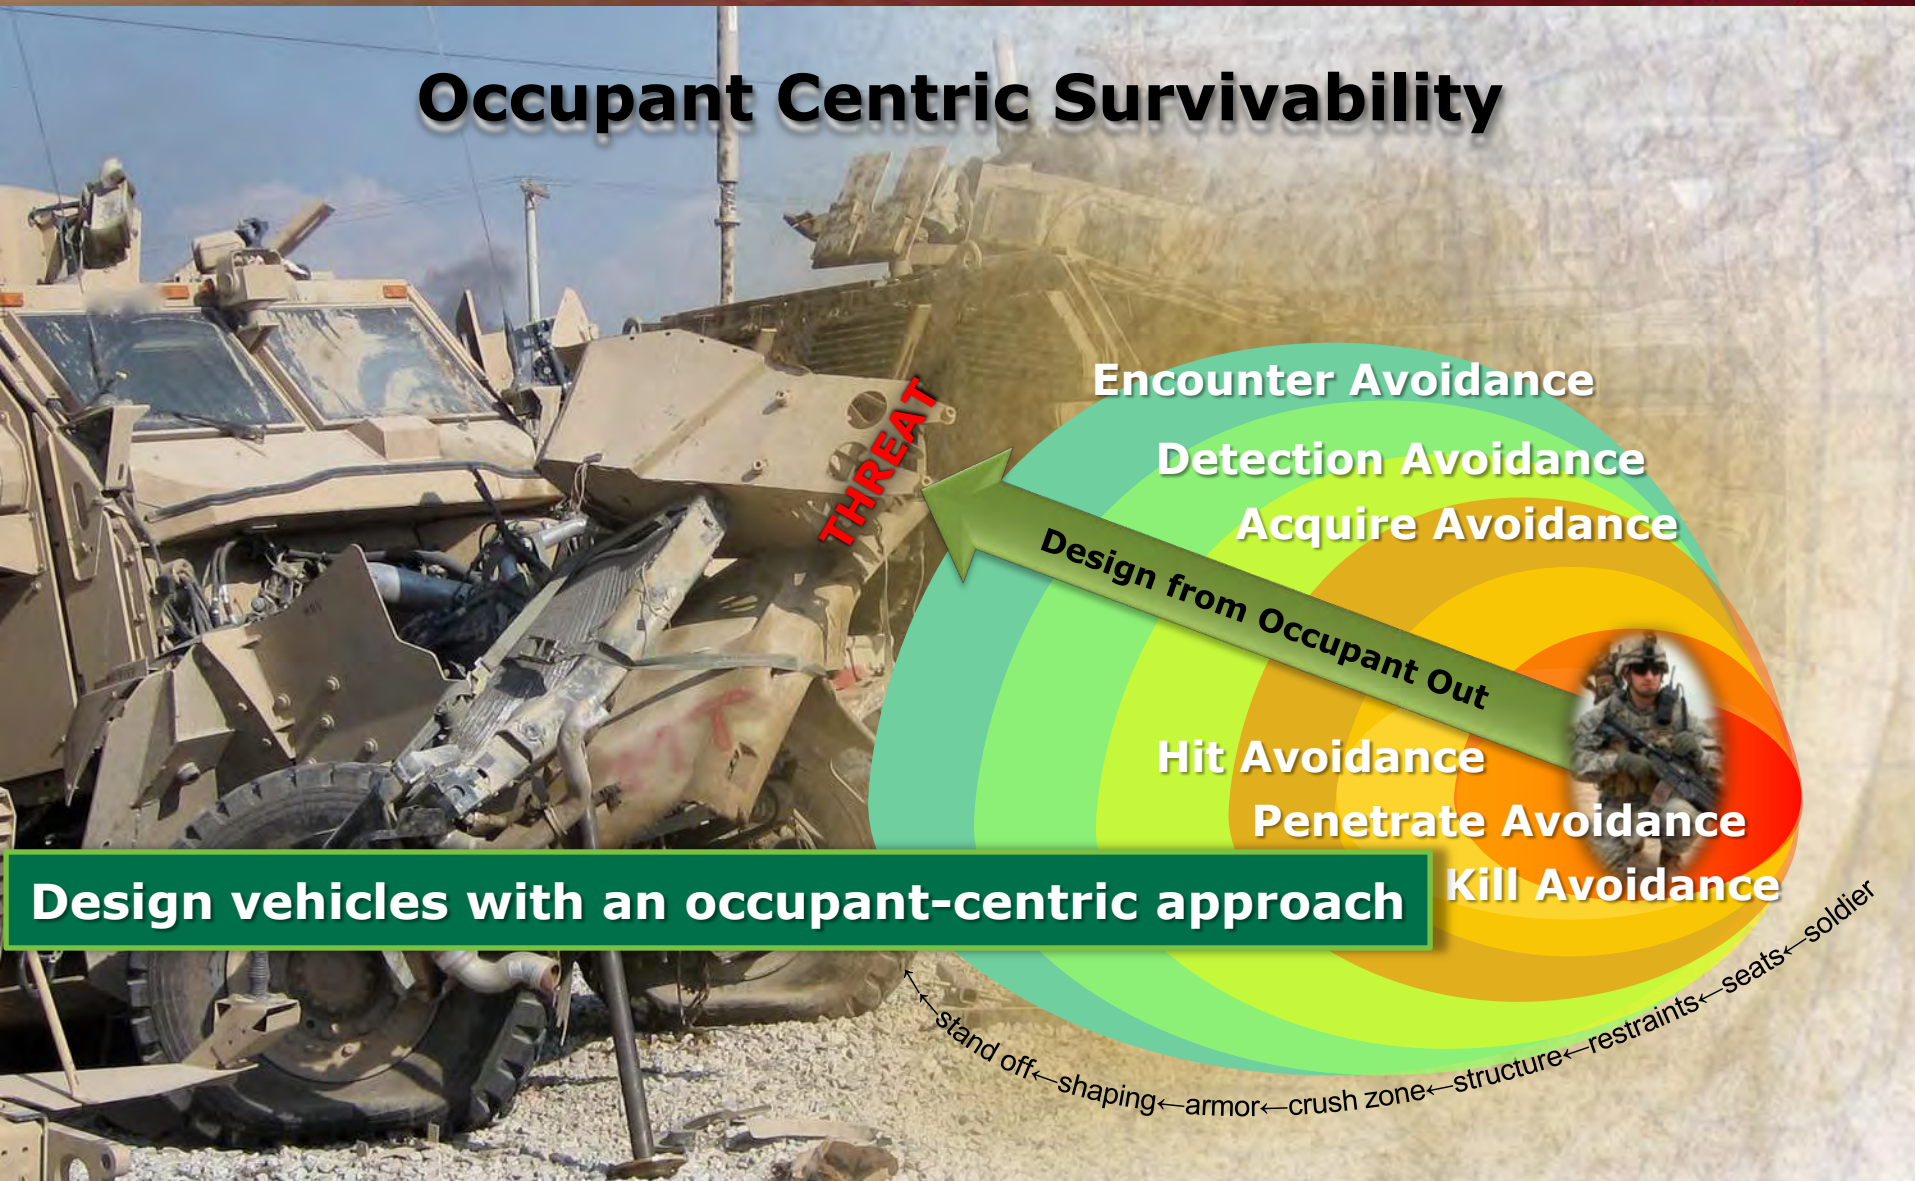 Occupant Centric Survivability
THREAT
Encounter Avoidance
Detection Avoidance
Acquire Avoidance
Design from Occupant Out
Hit Avoidance
Penetrate Avoidance
Kill Avoidance
Design vehicles with an occupant-centric approach
←←stand off←shaping←armor←crush zone←structure←restraints←seats←soldier